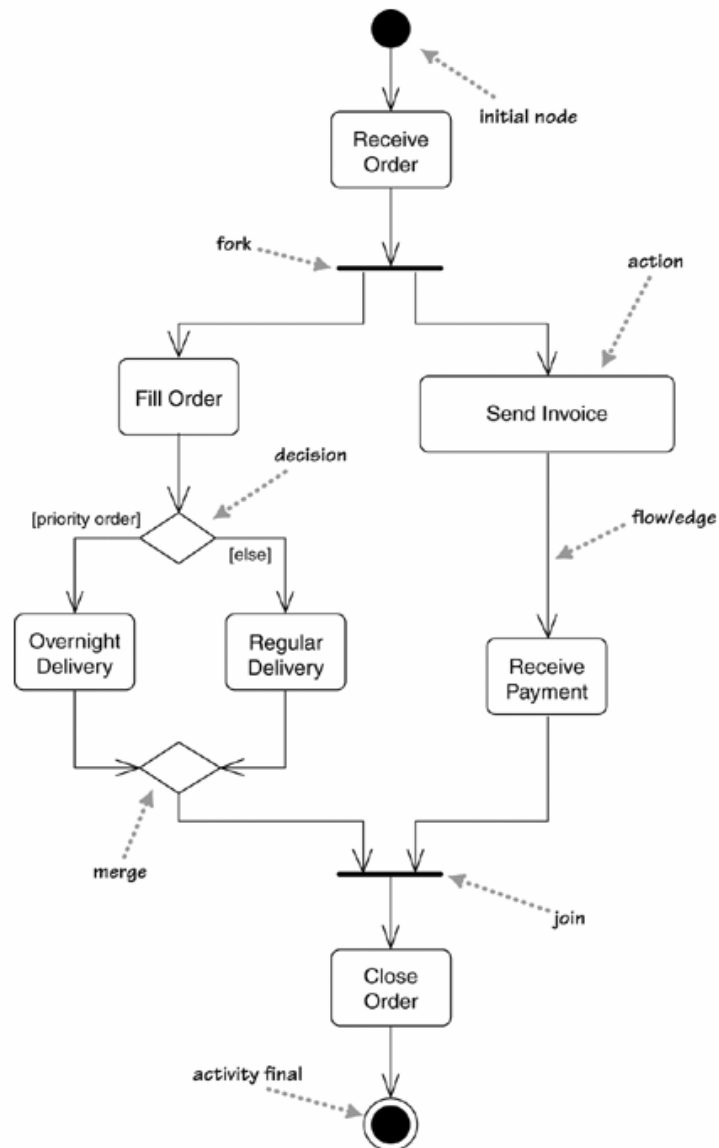 initial node
Receive
Order
fork
action
Fill Order
Send Invoice
decision
[priority order]
[else]
flow/edge
Overnight
Delivery
Regular
Delivery
Receive
Payment
merge
join
Close
Order
activity final